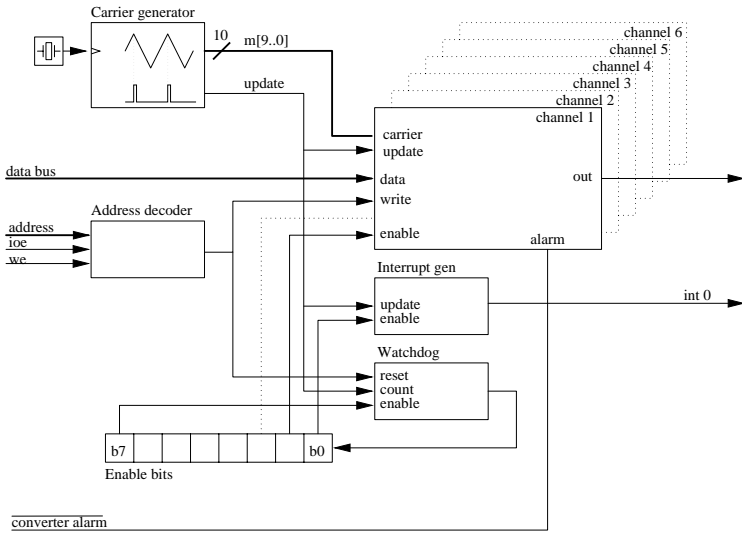 Carrier generator
10
m[9..0]
update
channel 6
channel 5
channel 4
channel 3
channel 2
channel 1
carrier
update
data bus
data
out
write
Address decoder
address
ioe
we
enable
alarm
Interrupt gen
update
enable
int 0
Watchdog
reset
count
enable
b7
b0
Enable bits
converter alarm